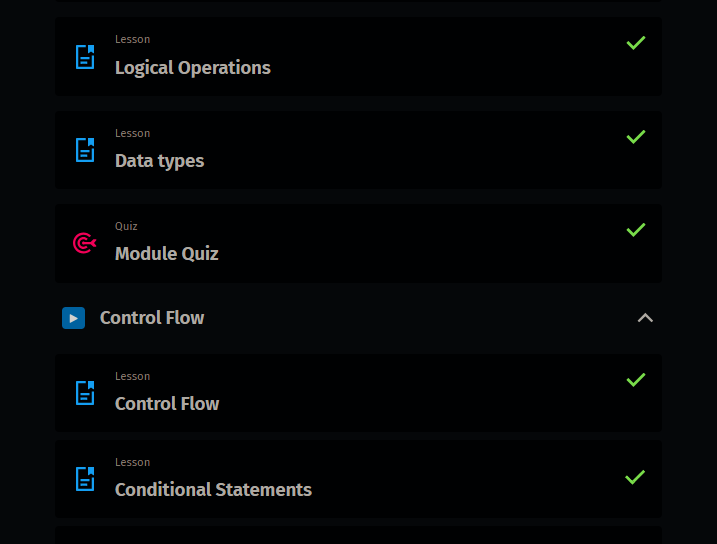 Lesson
Logical Operations
Lesson
Data types
Quiz
Module Quiz
Control Flow
Lesson
Control Flow
Lesson
Conditional Statements